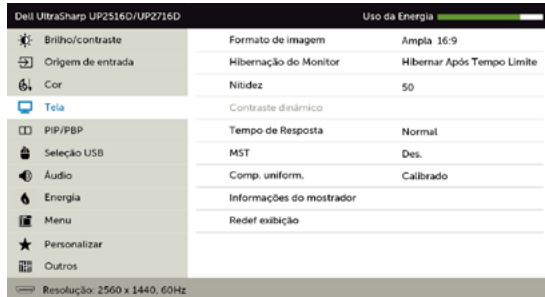 Dell UltraSharp UP2516D/UP2716D Uso da Energia
Brilho/contraste Formato de imagem Ampla 16:9
Origem de entrada Hibernação do Monitor Hibernar Após Tempo Limite
Cor Nitidez 50
Tela Contraste dinâmico
PIP/PBP Tempo de Resposta Normal
Seleção USB MST Des.
Áudio Comp. uniform. Calibrado
Energia Informações do mostrador
Menu Redef exibição
Personalizar
Outros
Resolução: 2560 x 1440, 60Hz